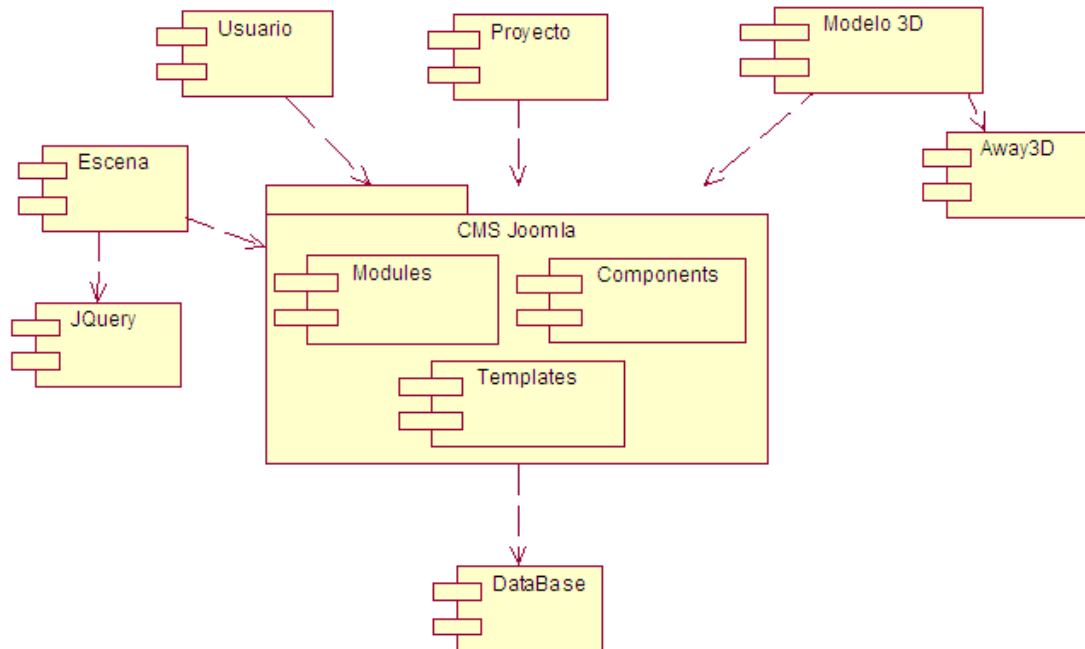 Usuario
Proyecto
Modelo 3D
Escena
Away3D
CMS Joomla
Modules
Components
JQuery
Templates
DataBase